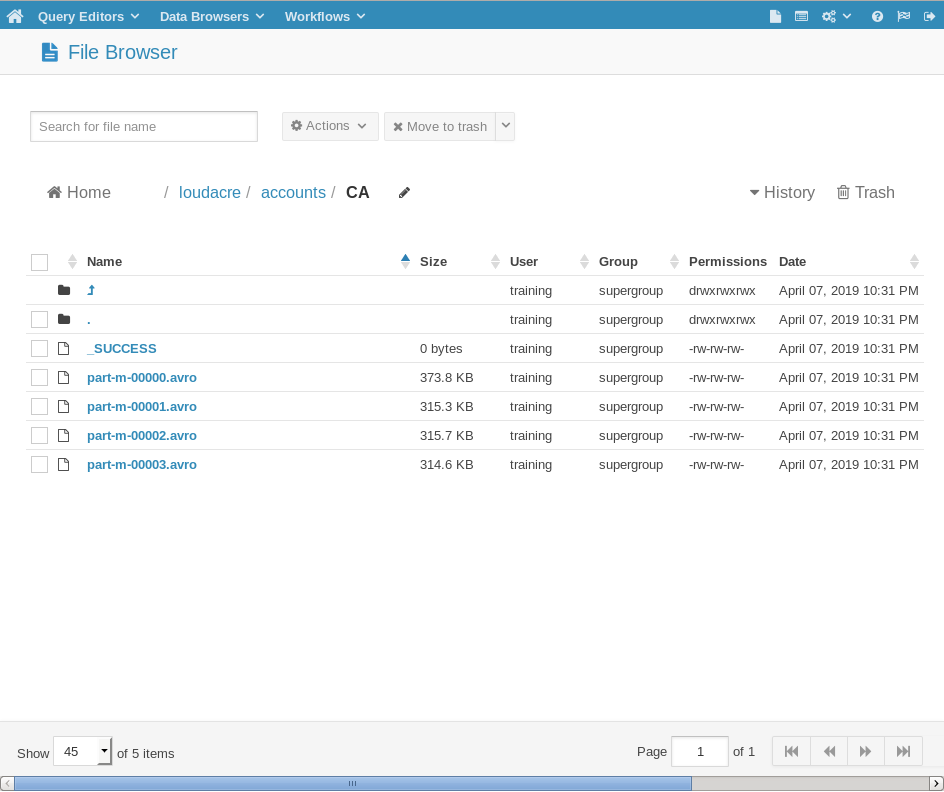 Query Editors Data Browsers Workflows
File Browser
Search for file name Actions Move to trash
Home / loudacre / accounts / CA History Trash
Name Size User Group Permissions Date
training supergroup drwxrwxrwx April 07, 2019 10:31 PM
. training supergroup drwxrwxrwx April 07, 2019 10:31 PM
_SUCCESS 0 bytes training supergroup -rw-rw-rw- April 07, 2019 10:31 PM
part-m-00000.avro 373.8 KB training supergroup -rw-rw-rw- April 07, 2019 10:31 PM
part-m-00001.avro 315.3 KB training supergroup -rw-rw-rw- April 07, 2019 10:31 PM
part-m-00002.avro 315.7 KB training supergroup -rw-rw-rw- April 07, 2019 10:31 PM
part-m-00003.avro 314.6 KB training supergroup -rw-rw-rw- April 07, 2019 10:31 PM
Show 45 of 5 items Page 1 of 1